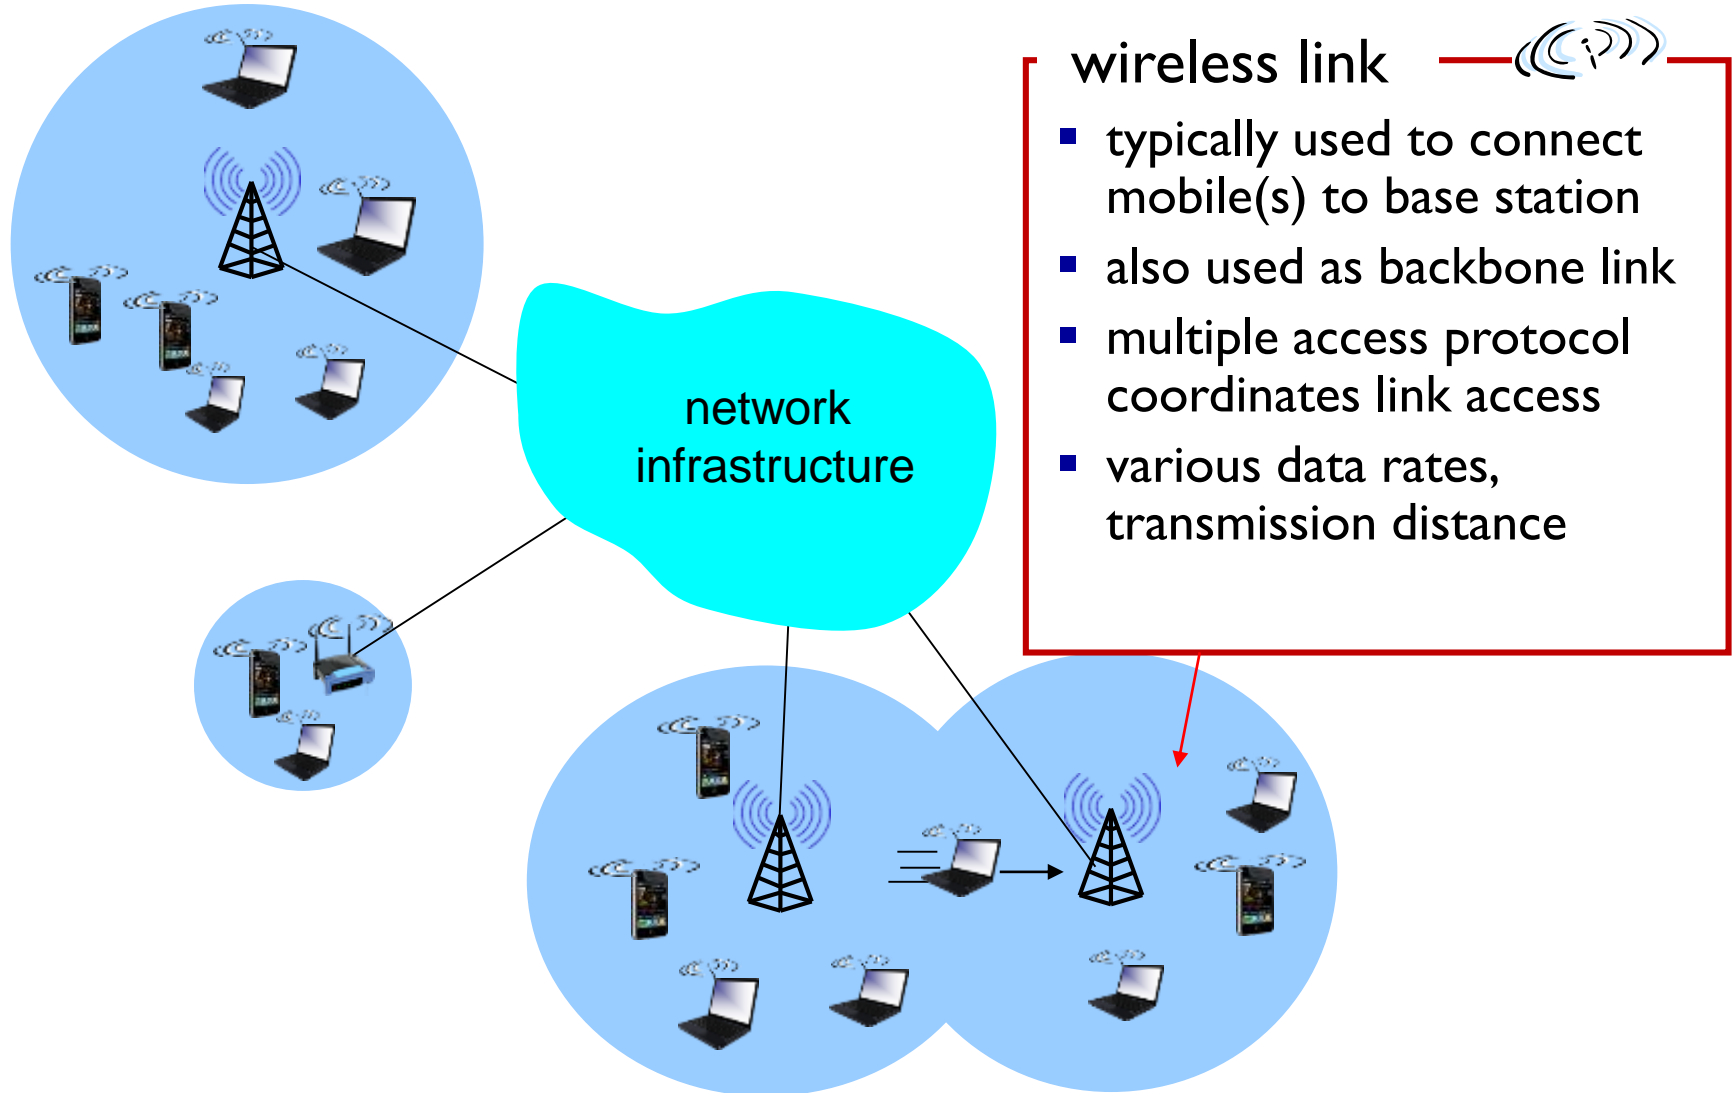 wireless link
▪ typically used to connect
mobile(s) to base station
▪ also used as backbone link
▪ multiple access protocol
coordinates link access
▪ various data rates,
transmission distance
network
infrastructure